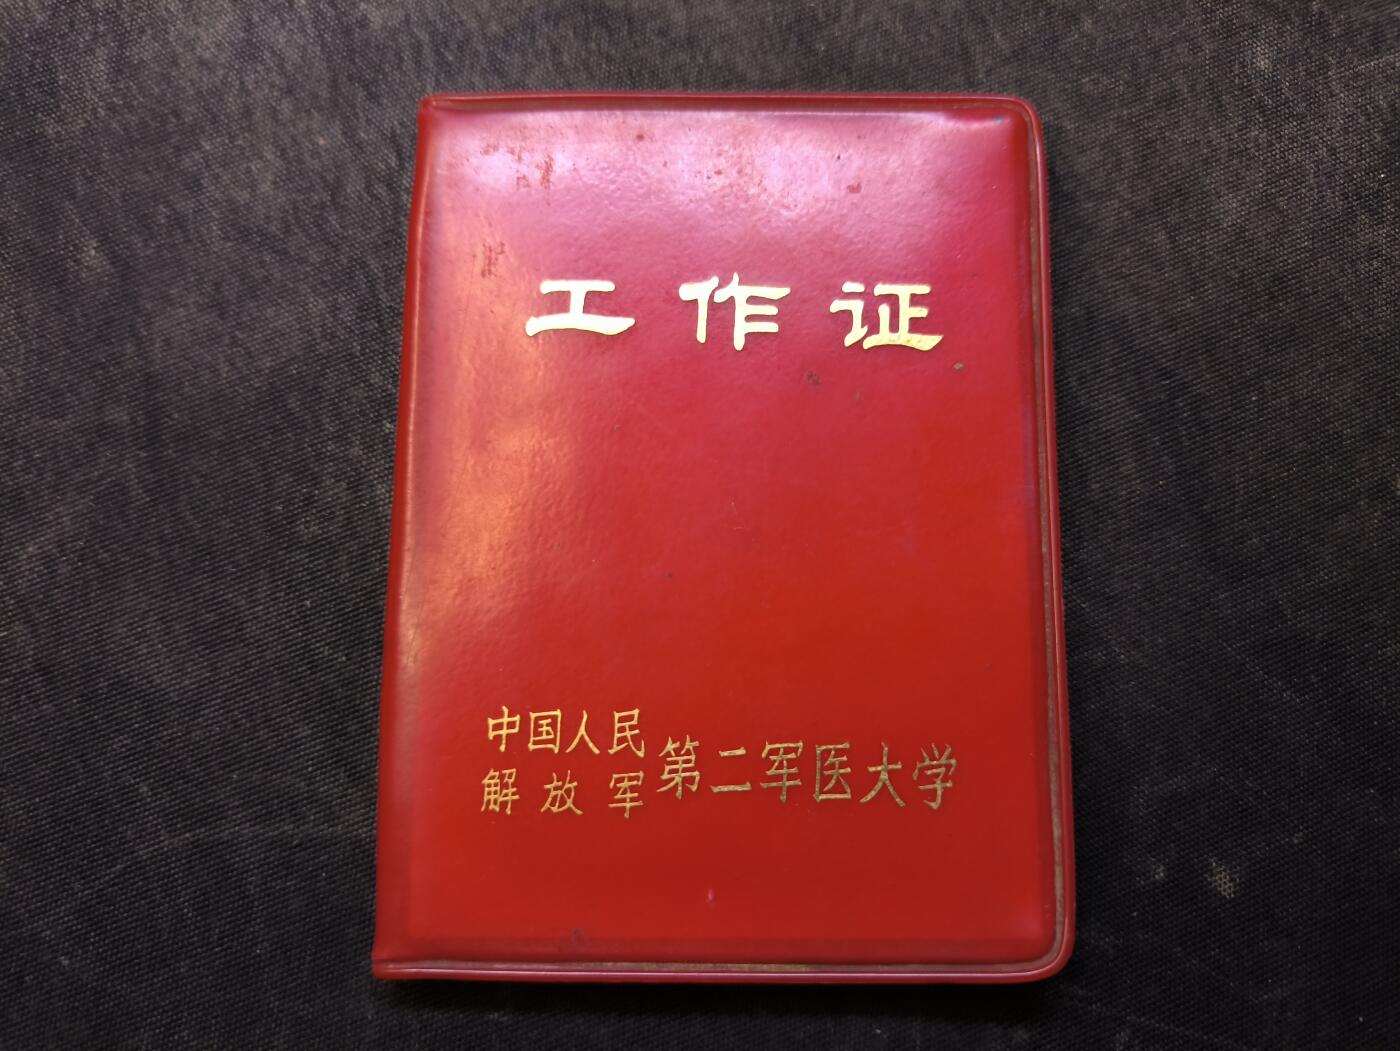 工作证
中国人民
解放军
第二军医大学